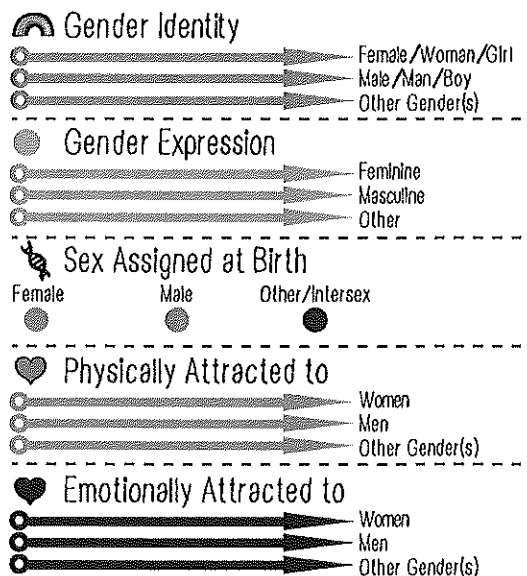 Gender Identity
Female/Woman/Girl
Male/Man/Boy
Other Gender(s)
Gender Expression
Feminine
Masculine
Other
Sex Assigned at Birth
Female Male Other/Intersex
Physically Attracted to
Women
Men
Other Gender(s)
Emotionally Attracted to
Women
Men
Other Gender(s)